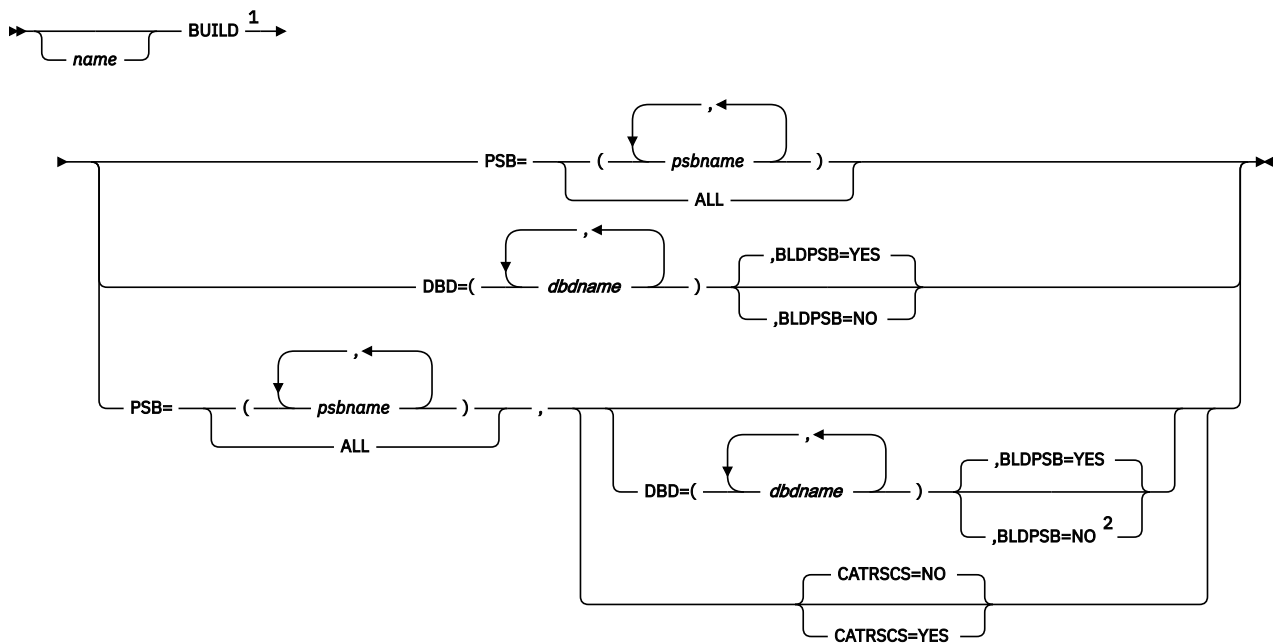 BUILD 1
name
,
PSB= ( psbname )
ALL
,
,BLDPSB=YES
DBD=( dbdname )
,BLDPSB=NO
,
PSB= ( psbname ) ,
ALL
,
,BLDPSB=YES
DBD=( dbdname )
,BLDPSB=NO 2
CATRSCS=NO
CATRSCS=YES